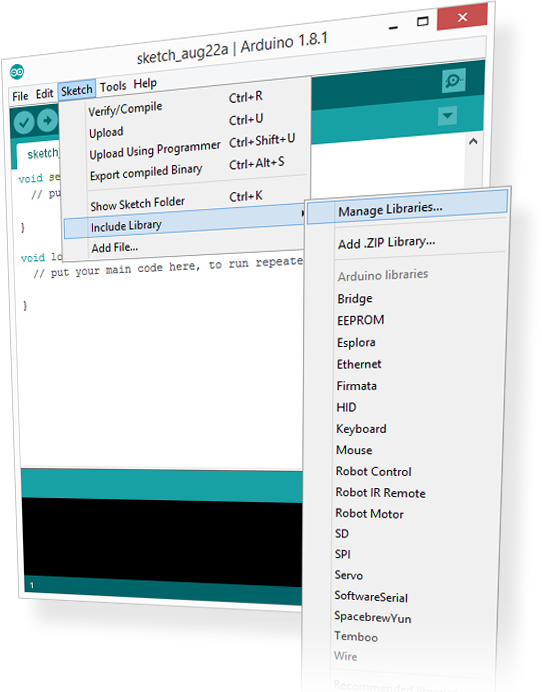 sketch_aug22a | Arduino 1.8.1
File Edit Sketch Tools Help
Verify/Compile Ctrl+R
Upload Ctrl+U
Upload Using Programmer Ctrl+Shift+U
Export compiled Binary Ctrl+Alt+S
Show Sketch Folder Ctrl+K
Include Library
Add File...
sketch_
void se
// pu
}
void lo
// put your main code here, to run repeate
}
Manage Libraries...
Add .ZIP Library...
Arduino libraries
Bridge
EEPROM
Esplora
Ethernet
Firmata
HID
Keyboard
Mouse
Robot Control
Robot IR Remote
Robot Motor
SD
SPI
Servo
SoftwareSerial
SpacebrewYun
Temboo
Wire
1